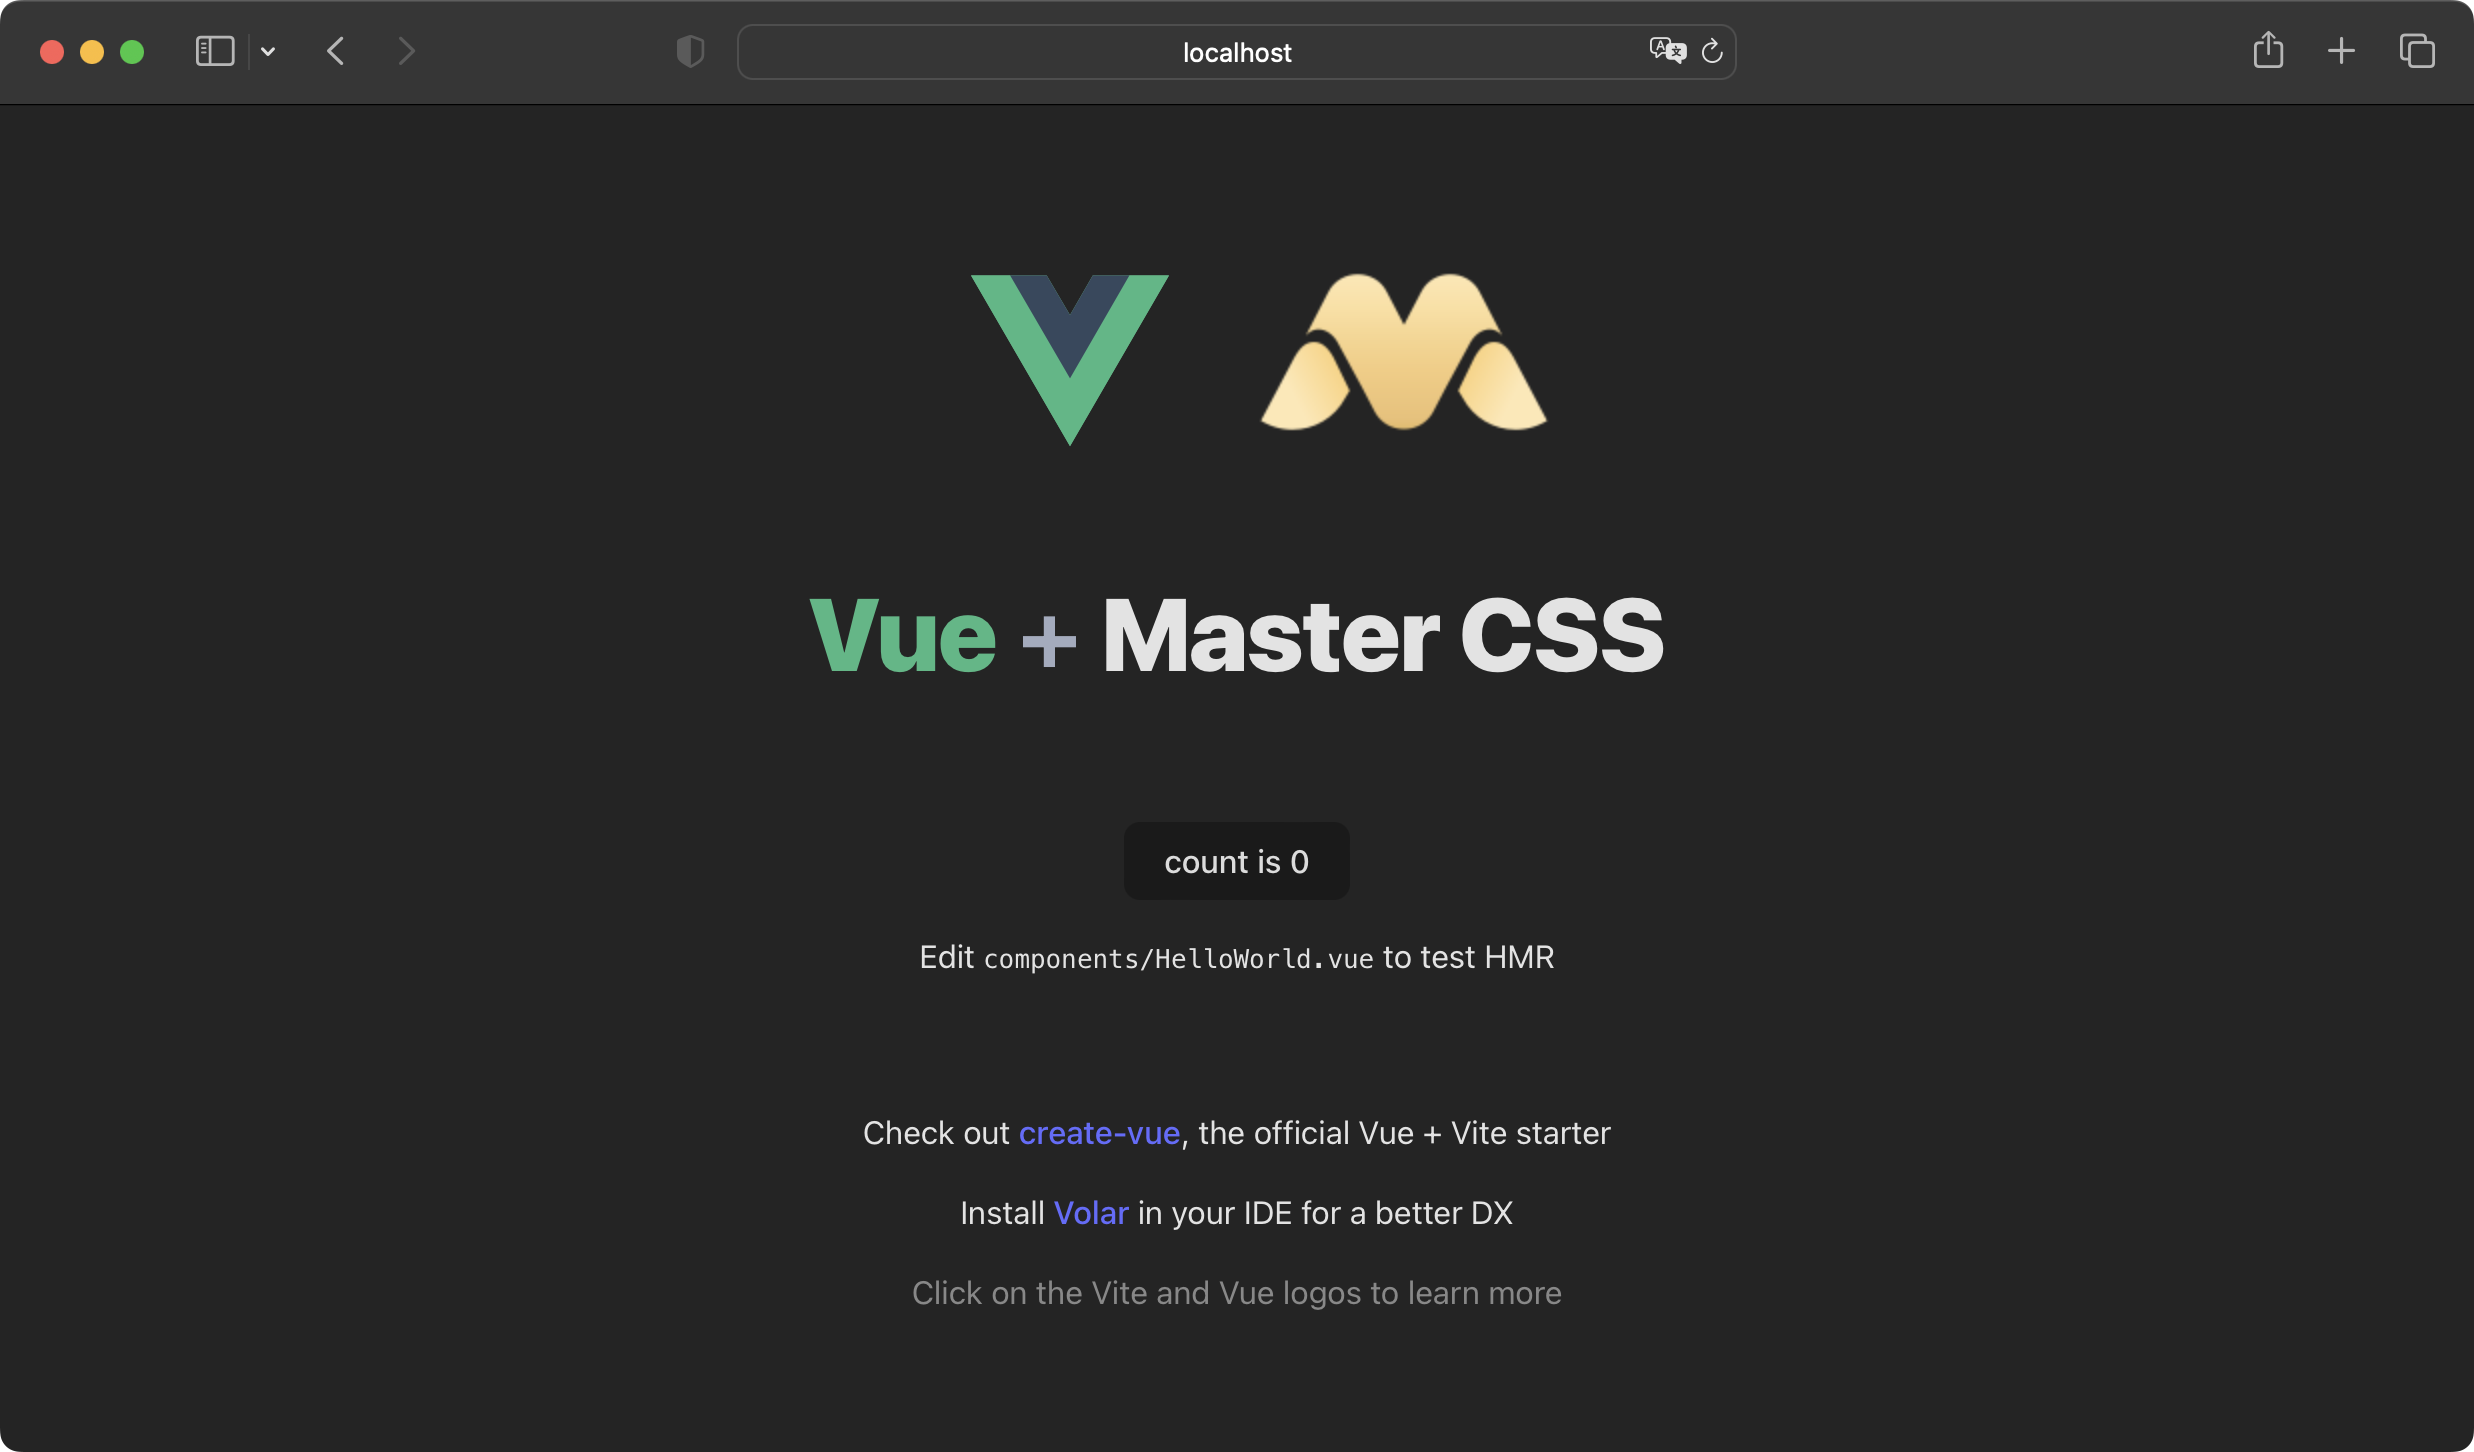 localhost
Vue + Master CSS
count is 0
Edit components/HelloWorld.vue to test HMR
Check out create-vue, the official Vue + Vite starter
Install Volar in your IDE for a better DX
Click on the Vite and Vue logos to learn more